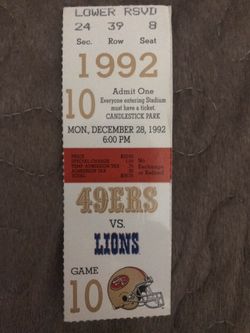 LOWER RSVD
24 39 8
Sec. Row Seat
1992
10
Admit One
Everyone entering Stadium
must have a ticket.
CANDLESTICK PARK
MON, DECEMBER 28, 1992
6:00 PM
PRICE
No
Exchange
or Refund
49ERS
VS.
LIONS
GAME
10